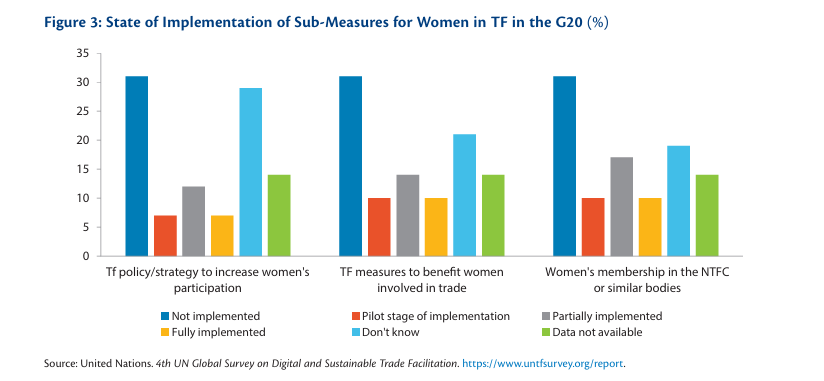 Figure 3: State of Implementation of Sub-Measures for Women in TF in the G20 (%)
35
30
25
20
15
10
5
0
Tf policy/strategy to increase women's
participation
TF measures to benefit women
involved in trade
Women's membership in the NTFC
or similar bodies
Not implemented
Pilot stage of implementation
Partially implemented
Fully implemented
Don't know
Data not available
Source: United Nations. 4th UN Global Survey on Digital and Sustainable Trade Facilitation. https://www.untfsurvey.org/report.